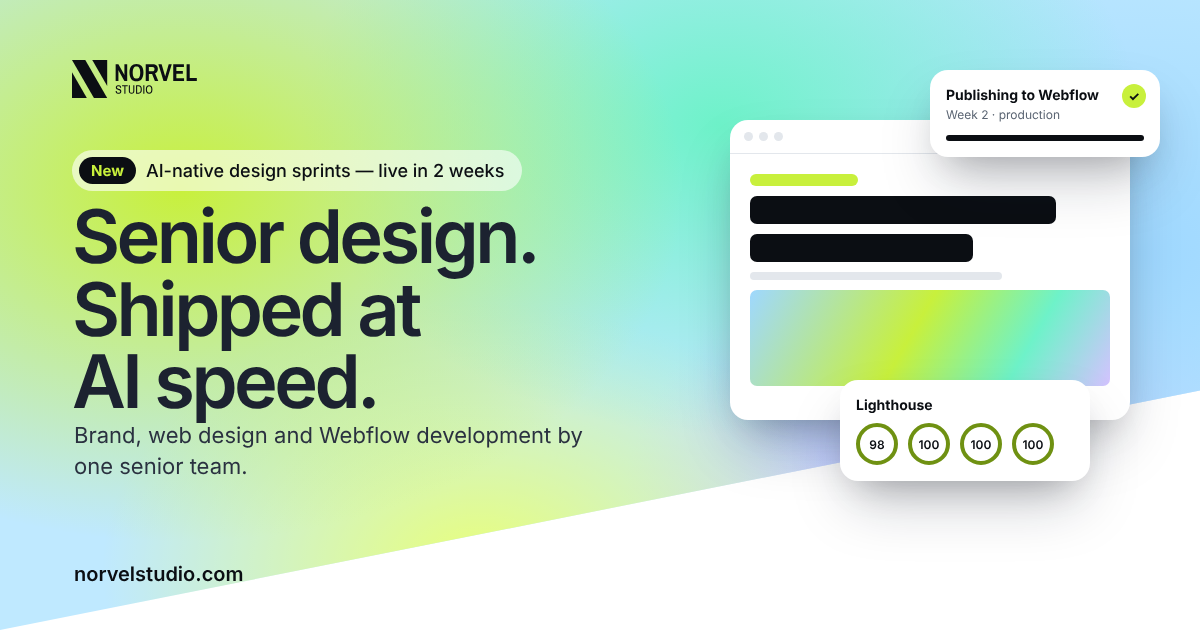 NORVEL
STUDIO
New AI-native design sprints — live in 2 weeks
Senior design.
Shipped at
AI speed.
Brand, web design and Webflow development by
one senior team.
norvelstudio.com
Publishing to Webflow
Week 2 · production
Lighthouse
98 100 100 100